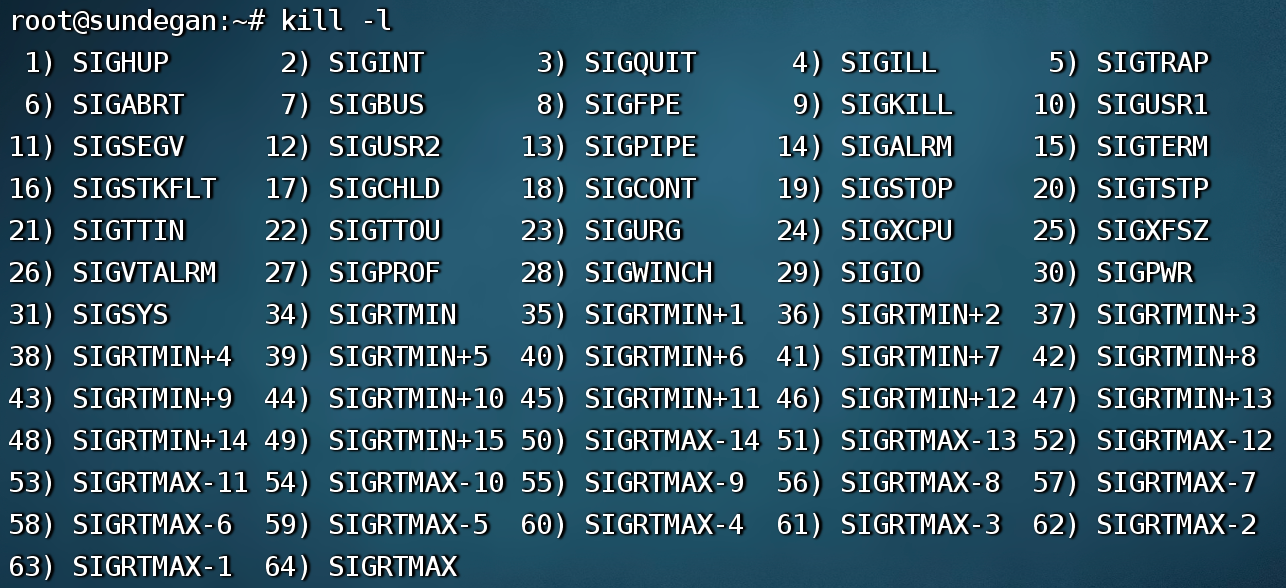 root@sundegan:~# kill -l
 1) SIGHUP       2) SIGINT       3) SIGQUIT      4) SIGILL       5) SIGTRAP
 6) SIGABRT      7) SIGBUS       8) SIGFPE       9) SIGKILL     10) SIGUSR1
11) SIGSEGV     12) SIGUSR2     13) SIGPIPE     14) SIGALRM     15) SIGTERM
16) SIGSTKFLT   17) SIGCHLD     18) SIGCONT     19) SIGSTOP     20) SIGTSTP
21) SIGTTIN     22) SIGTTOU     23) SIGURG      24) SIGXCPU     25) SIGXFSZ
26) SIGVTALRM   27) SIGPROF     28) SIGWINCH    29) SIGIO       30) SIGPWR
31) SIGSYS      34) SIGRTMIN    35) SIGRTMIN+1  36) SIGRTMIN+2  37) SIGRTMIN+3
38) SIGRTMIN+4  39) SIGRTMIN+5  40) SIGRTMIN+6  41) SIGRTMIN+7  42) SIGRTMIN+8
43) SIGRTMIN+9  44) SIGRTMIN+10 45) SIGRTMIN+11 46) SIGRTMIN+12 47) SIGRTMIN+13
48) SIGRTMIN+14 49) SIGRTMIN+15 50) SIGRTMAX-14 51) SIGRTMAX-13 52) SIGRTMAX-12
53) SIGRTMAX-11 54) SIGRTMAX-10 55) SIGRTMAX-9  56) SIGRTMAX-8  57) SIGRTMAX-7
58) SIGRTMAX-6  59) SIGRTMAX-5  60) SIGRTMAX-4  61) SIGRTMAX-3  62) SIGRTMAX-2
63) SIGRTMAX-1  64) SIGRTMAX